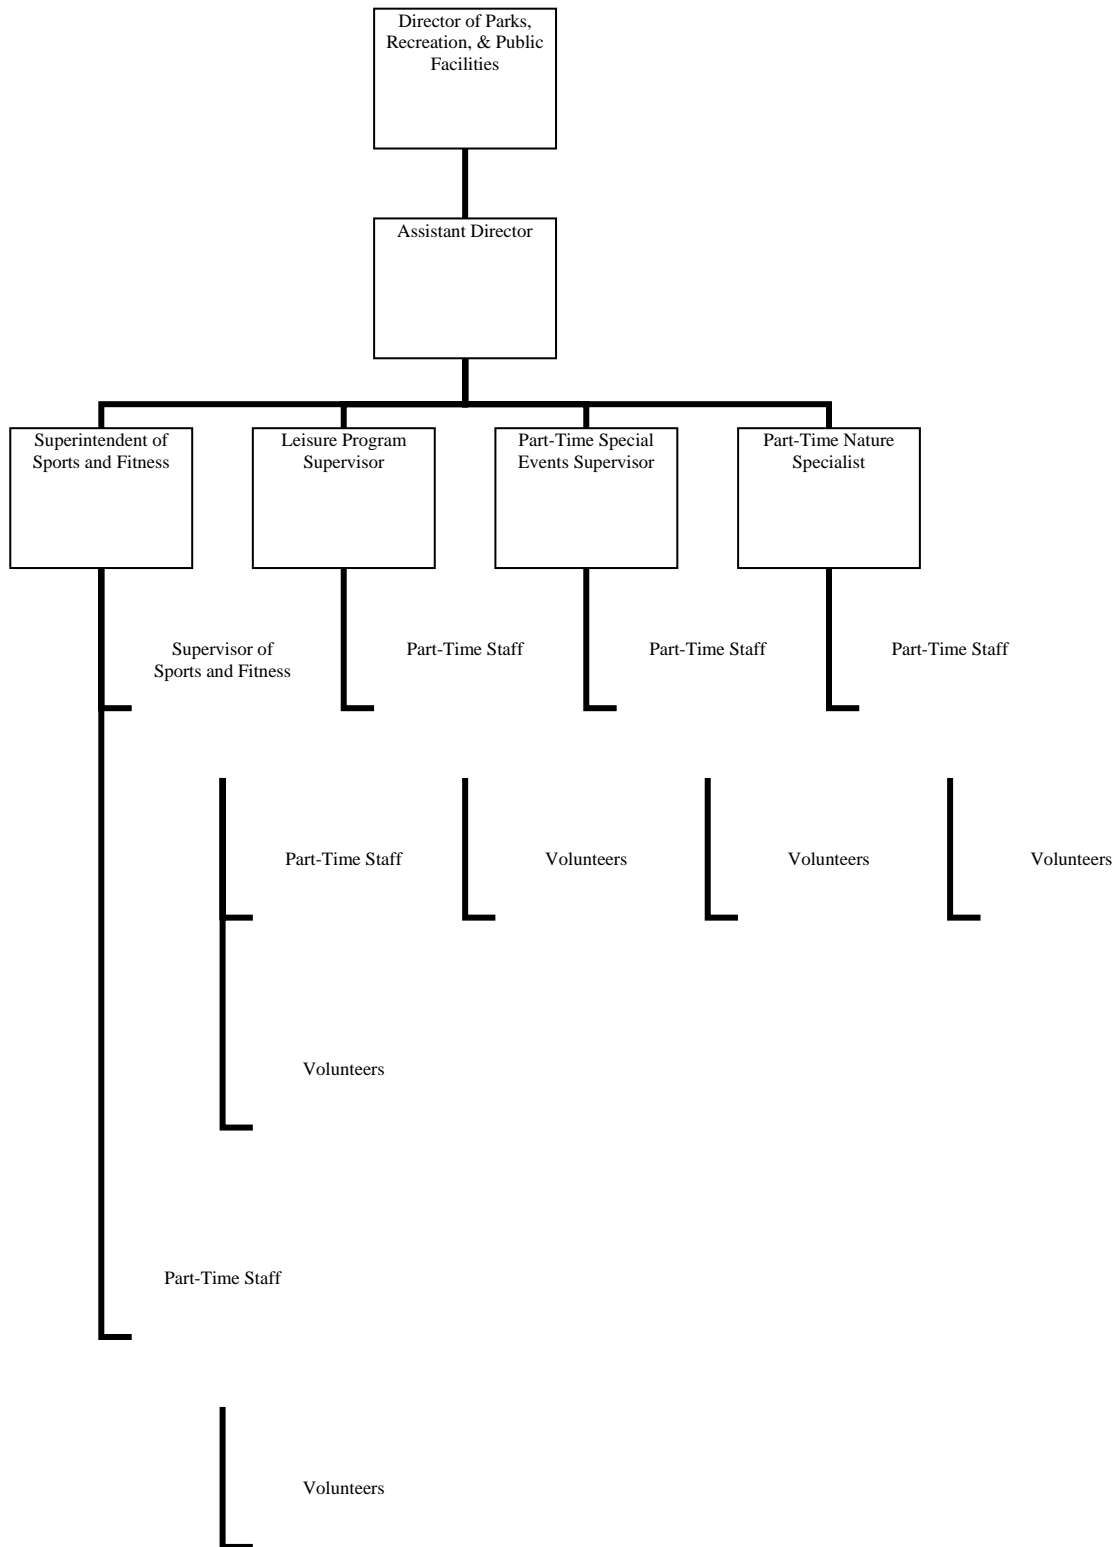 Director of Parks,
Recreation, & Public
Facilities
Assistant Director
Superintendent of
Sports and Fitness
Leisure Program
Supervisor
Part-Time Special
Events Supervisor
Part-Time Nature
Specialist
Supervisor of
Sports and Fitness
Part-Time Staff
Part-Time Staff
Part-Time Staff
Part-Time Staff
Volunteers
Volunteers
Volunteers
Volunteers
Part-Time Staff
Volunteers